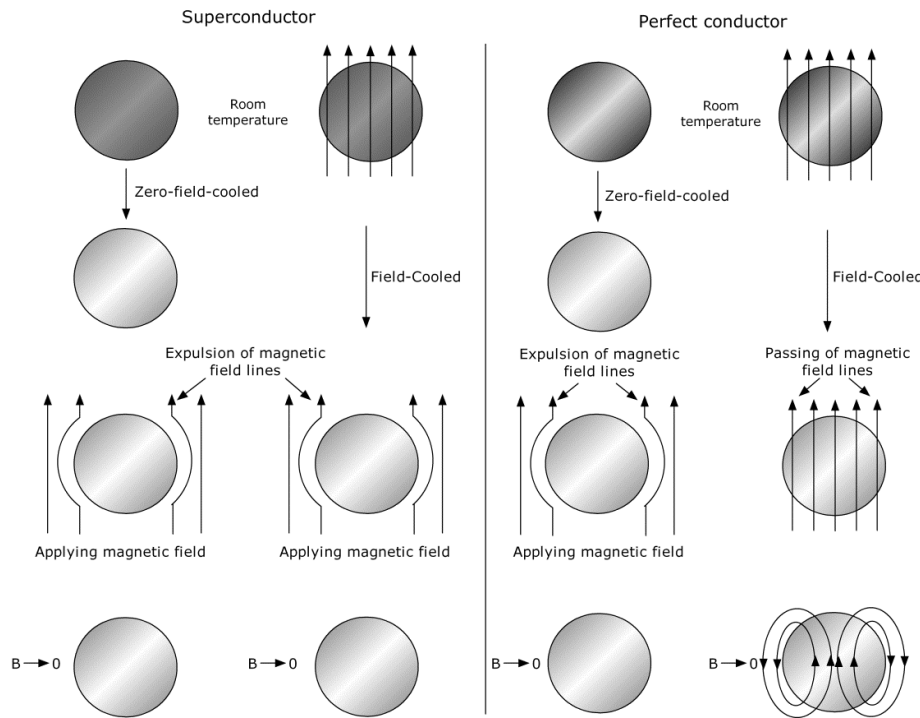 Superconductor
Perfect conductor
Room
temperature
Room
temperature
Zero-field-cooled
Zero-field-cooled
Field-Cooled
Field-Cooled
Expulsion of magnetic
field lines
Expulsion of magnetic
field lines
Passing of magnetic
field lines
Applying magnetic field
Applying magnetic field
Applying magnetic field
B → 0
B → 0
B → 0
B → 0